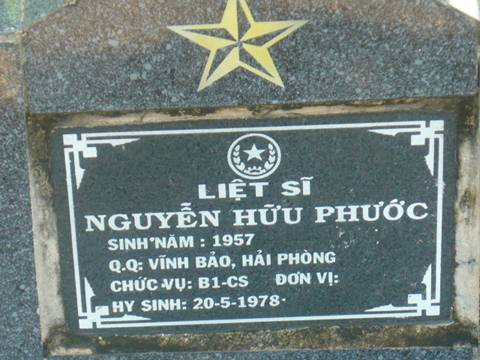 LIỆT SĨ
NGUYỄN HỮU PHƯỚC
SINH NĂM : 1957
Q.Q: VĨNH BẢO, HẢI PHÒNG
CHỨC VỤ: B1-CS ĐƠN VỊ:
HY SINH: 20-5-1978